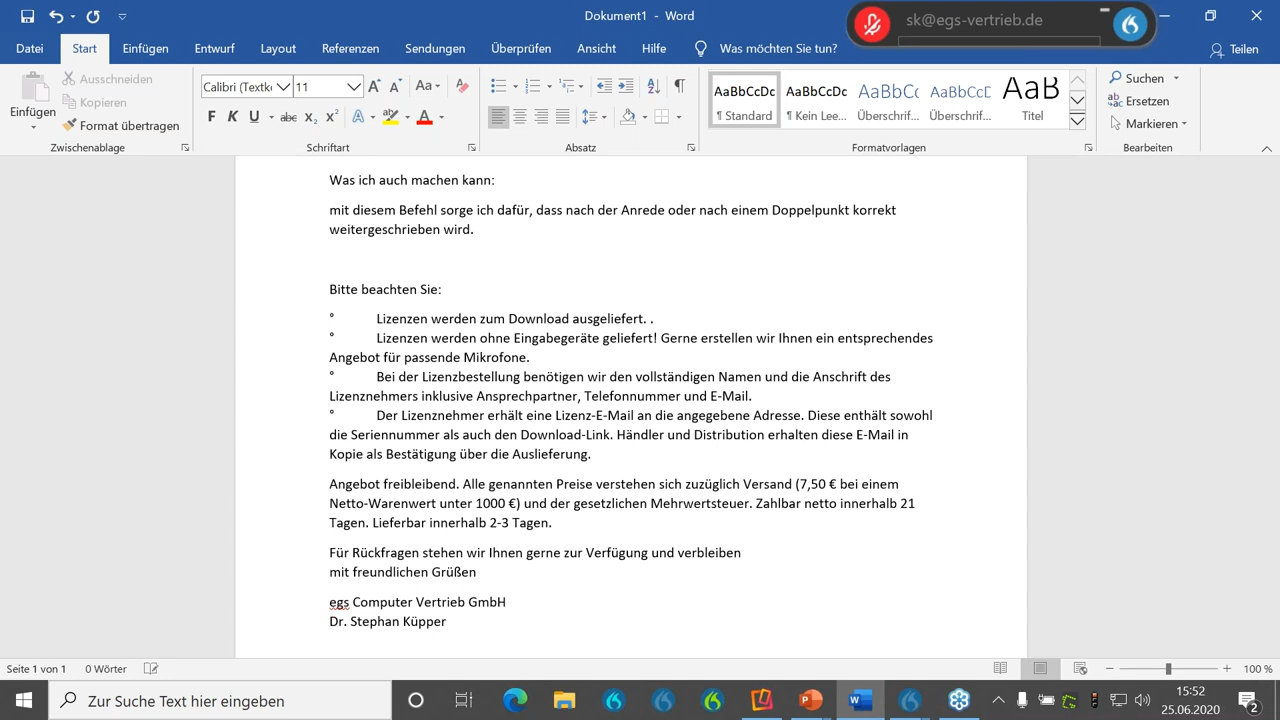 Dokument1 - Word
sk@egs-vertrieb.de
Datei Start Einfügen Entwurf Layout Referenzen Sendungen Überprüfen Ansicht Hilfe Was möchten Sie tun? Teilen
Einfügen
Ausschneiden
Kopieren
Format übertragen
Zwischenablage
Calibri (Textk 11
Aa
F K U abc x₂ x²
Schriftart
Absatz
AaBbCcDc AaBbCcDc AaBbCc AaBbCcD AaB
¶ Standard ¶ Kein Lee... Überschrif... Überschrif... Titel
Formatvorlagen
Suchen
Ersetzen
Markieren
Bearbeiten
Was ich auch machen kann:
mit diesem Befehl sorge ich dafür, dass nach der Anrede oder nach einem Doppelpunkt korrekt
weitergeschrieben wird.
Bitte beachten Sie:
° Lizenzen werden zum Download ausgeliefert. .
° Lizenzen werden ohne Eingabegeräte geliefert! Gerne erstellen wir Ihnen ein entsprechendes
Angebot für passende Mikrofone.
° Bei der Lizenzbestellung benötigen wir den vollständigen Namen und die Anschrift des
Lizenznehmers inklusive Ansprechpartner, Telefonnummer und E-Mail.
° Der Lizenznehmer erhält eine Lizenz-E-Mail an die angegebene Adresse. Diese enthält sowohl
die Seriennummer als auch den Download-Link. Händler und Distribution erhalten diese E-Mail in
Kopie als Bestätigung über die Auslieferung.
Angebot freibleibend. Alle genannten Preise verstehen sich zuzüglich Versand (7,50 € bei einem
Netto-Warenwert unter 1000 €) und der gesetzlichen Mehrwertsteuer. Zahlbar netto innerhalb 21
Tagen. Lieferbar innerhalb 2-3 Tagen.
Für Rückfragen stehen wir Ihnen gerne zur Verfügung und verbleiben
mit freundlichen Grüßen
egs Computer Vertrieb GmbH
Dr. Stephan Küpper
Seite 1 von 1 0 Wörter 100 %
Zur Suche Text hier eingeben
15:52
25.06.2020
2